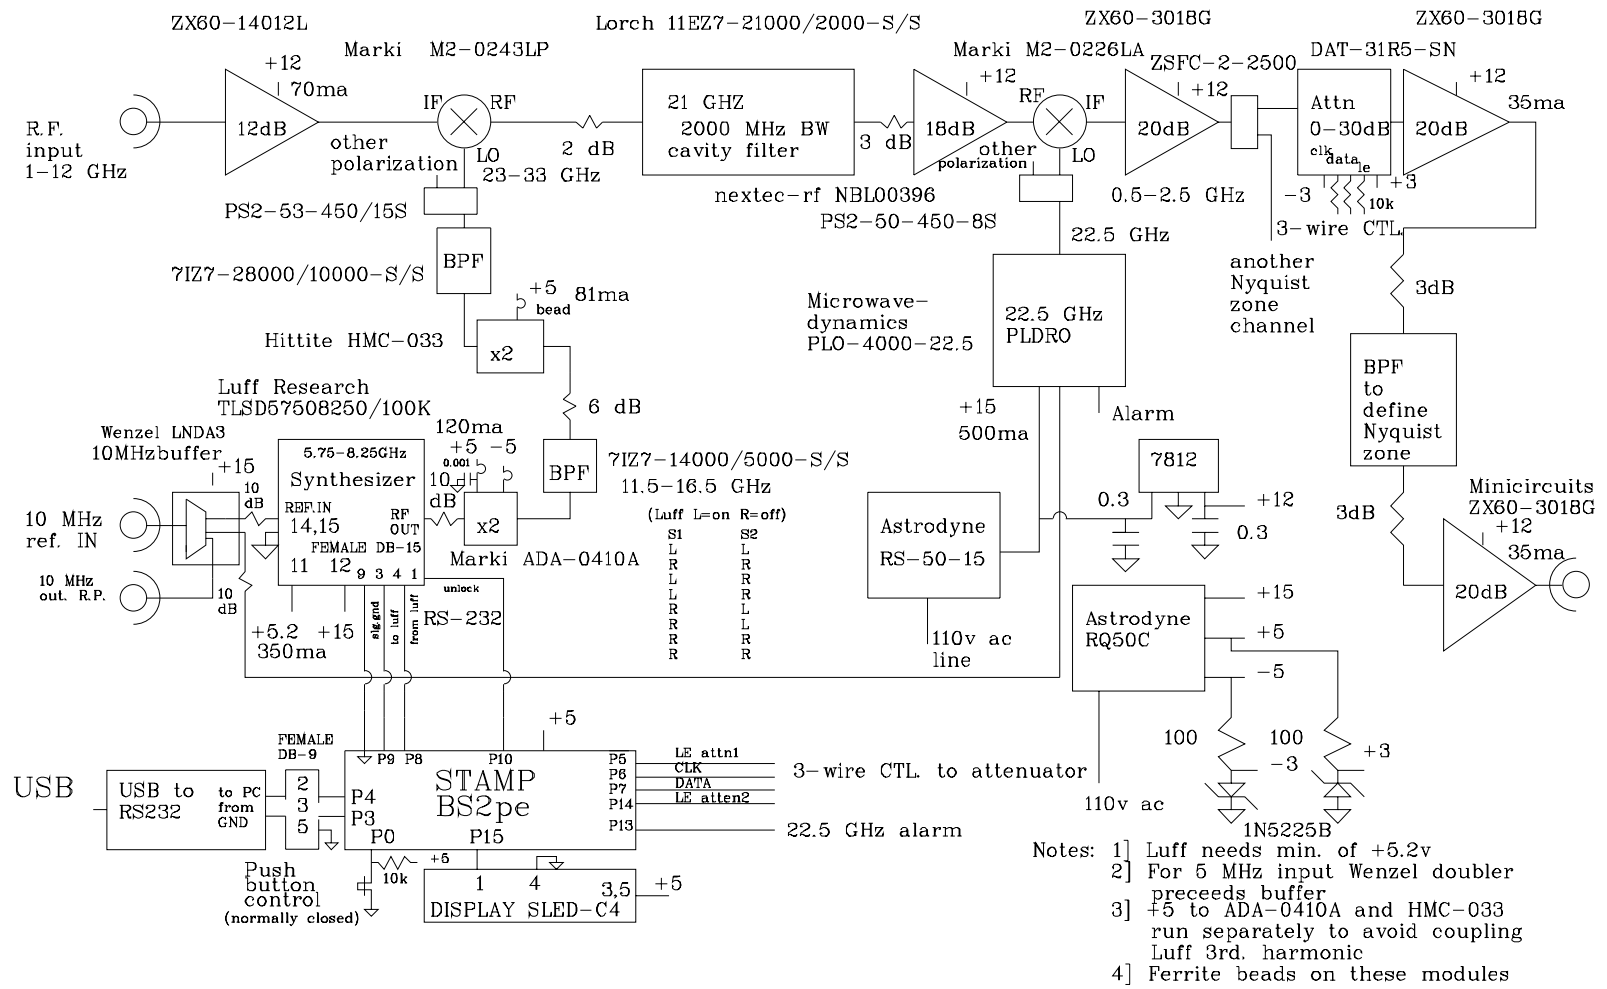 ZX60-14012L
Lorch 11EZ7-21000/2000-S/S
ZX60-3018G
ZX60-3018G
Marki M2-0243LP
Marki M2-0226LA
ZSFC-2-2500
DAT-31R5-SN
+12
70ma
12dB
R.F.
input
1-12 GHz
IF
RF
LO
23-33 GHz
other
polarization
2 dB
21 GHZ
2000 MHz BW
cavity filter
3 dB
+12
18dB
nextec-rf NBL00396
RF
IF
LO
other
polarization
+12
20dB
0.5-2.5 GHz
Attn
0-30dB
clk
data
le
-3
+3
10k
3-wire CTL.
+12
35ma
20dB
PS2-53-450/15S
PS2-50-450-8S
22.5 GHz
another
Nyquist
zone
channel
3dB
BPF
7IZ7-28000/10000-S/S
+5
bead
81ma
Hittite HMC-033
x2
Microwave-
dynamics
PLO-4000-22.5
22.5 GHz
PLDRO
BPF
to
define
Nyquist
zone
Luff Research
TLSD57508250/100K
6 dB
+15
500ma
Alarm
Wenzel LNDA3
10MHzbuffer
+15
5.75-8.25GHz
Synthesizer
REF.IN
14,15
RF
OUT
FEMALE DB-15
11
12
9
3
4
1
120ma
+5
-5
0.001
10
dB
x2
Marki ADA-0410A
BPF
7IZ7-14000/5000-S/S
11.5-16.5 GHz
(Luff L=on R=off)
S1 S2
L R
L R
L R
L R
R L
R L
R R
R R
10
dB
10 MHz
ref. IN
10 MHz
out. R.P.
10
dB
+5.2
350ma
+15
sig.gnd
to luff
from luff
unlock
RS-232
Astrodyne
RS-50-15
110v ac
line
7812
0.3
+12
0.3
3dB
Minicircuits
ZX60-3018G
+12
35ma
20dB
Astrodyne
RQ50C
+15
+5
-5
100
-3
100
+3
110v ac
1N5225B
USB
USB to
RS232
to PC
from
GND
FEMALE
DB-9
2
3
5
+5
P9
P8
P10
STAMP
BS2pe
P4
P3
P0
P15
P5
P6
P7
P14
P13
LE attn1
CLK
DATA
LE atten2
3-wire CTL. to attenuator
22.5 GHz alarm
Push
button
control
(normally closed)
10k
+5
1
4
3,5
DISPLAY SLED-C4
+5
Notes: 1] Luff needs min. of +5.2v
2] For 5 MHz input Wenzel doubler
preceeds buffer
3] +5 to ADA-0410A and HMC-033
run separately to avoid coupling
Luff 3rd. harmonic
4] Ferrite beads on these modules